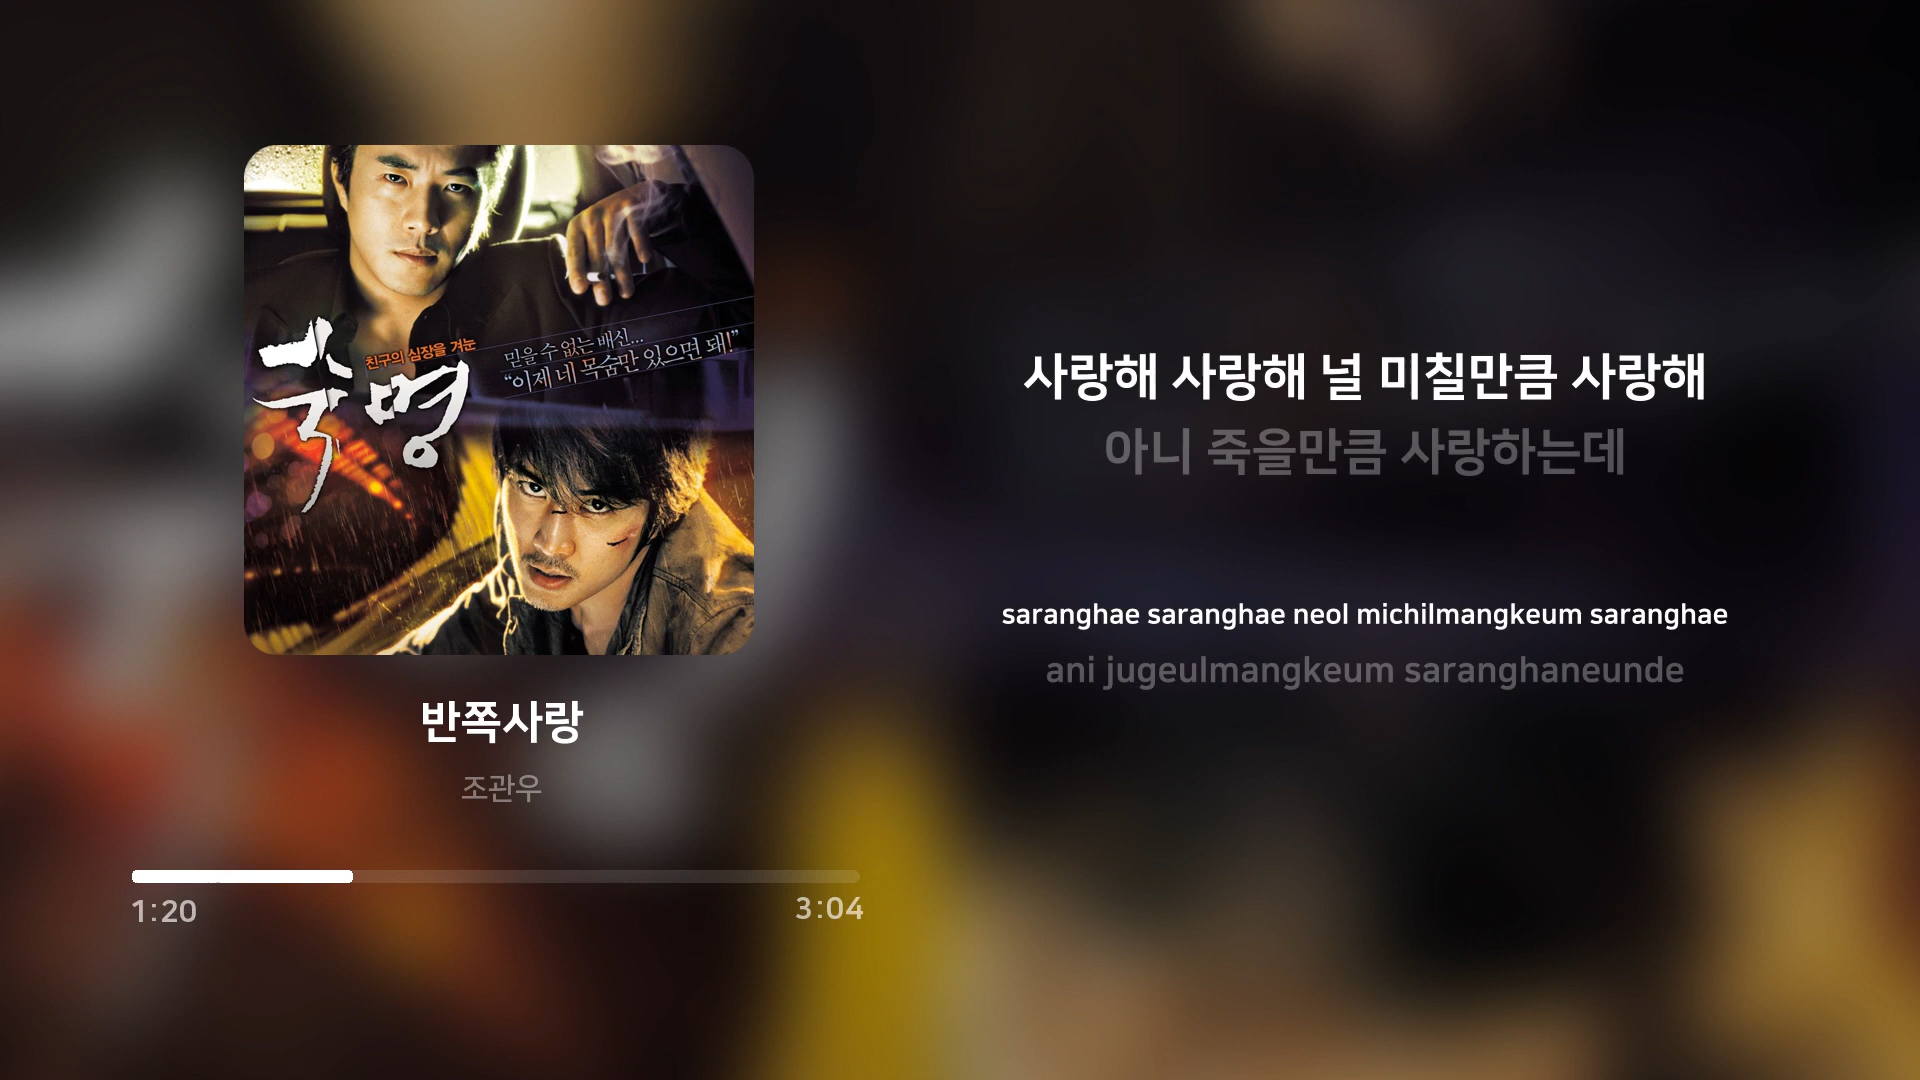 친구의 심장을 겨눈
숙명
믿을 수 없는 배신...
“이제 네 목숨만 있으면 돼!”
반쪽사랑
조관우
1:20
3:04
사랑해 사랑해 널 미칠만큼 사랑해
아니 죽을만큼 사랑하는데
saranghae saranghae neol michilmangkeum saranghae
ani jugeulmangkeum saranghaneunde